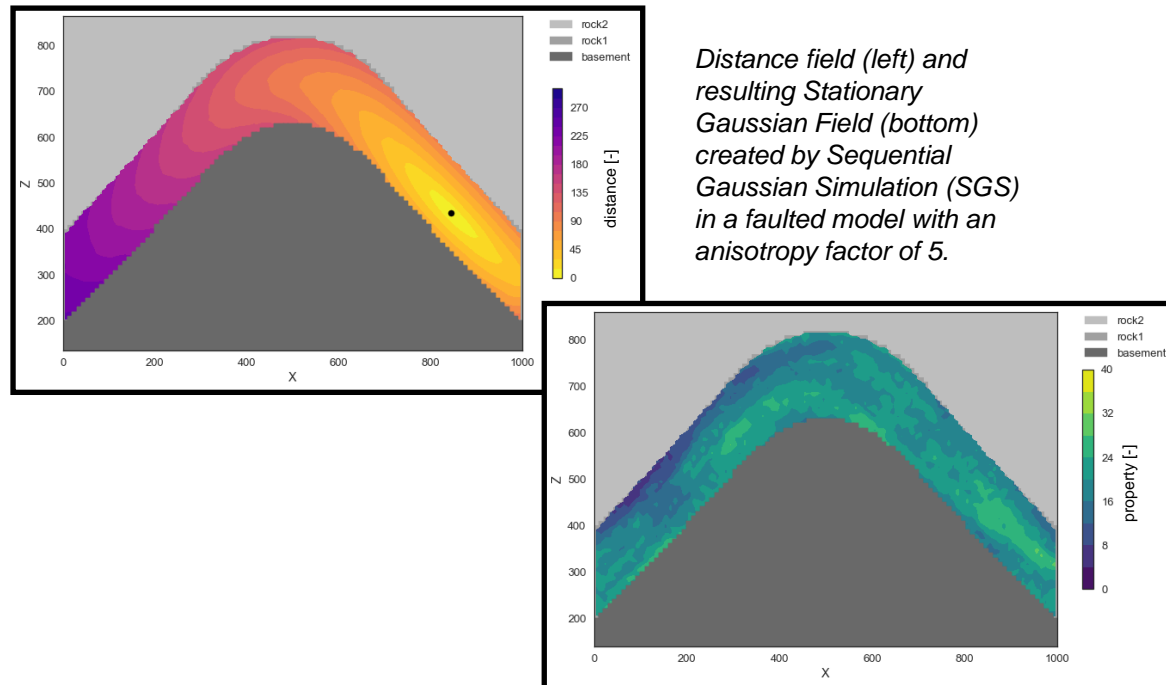 rock2
rock1
basement
800
700
600
500
400
300
200
Z
0
200
400
600
800
1000
X
270
225
180
135
90
45
0
distance [-]
Distance field (left) and
resulting Stationary
Gaussian Field (bottom)
created by Sequential
Gaussian Simulation (SGS)
in a faulted model with an
anisotropy factor of 5.
rock2
rock1
basement
800
700
600
500
400
300
200
Z
0
200
400
600
800
1000
X
40
32
24
16
8
0
property [-]